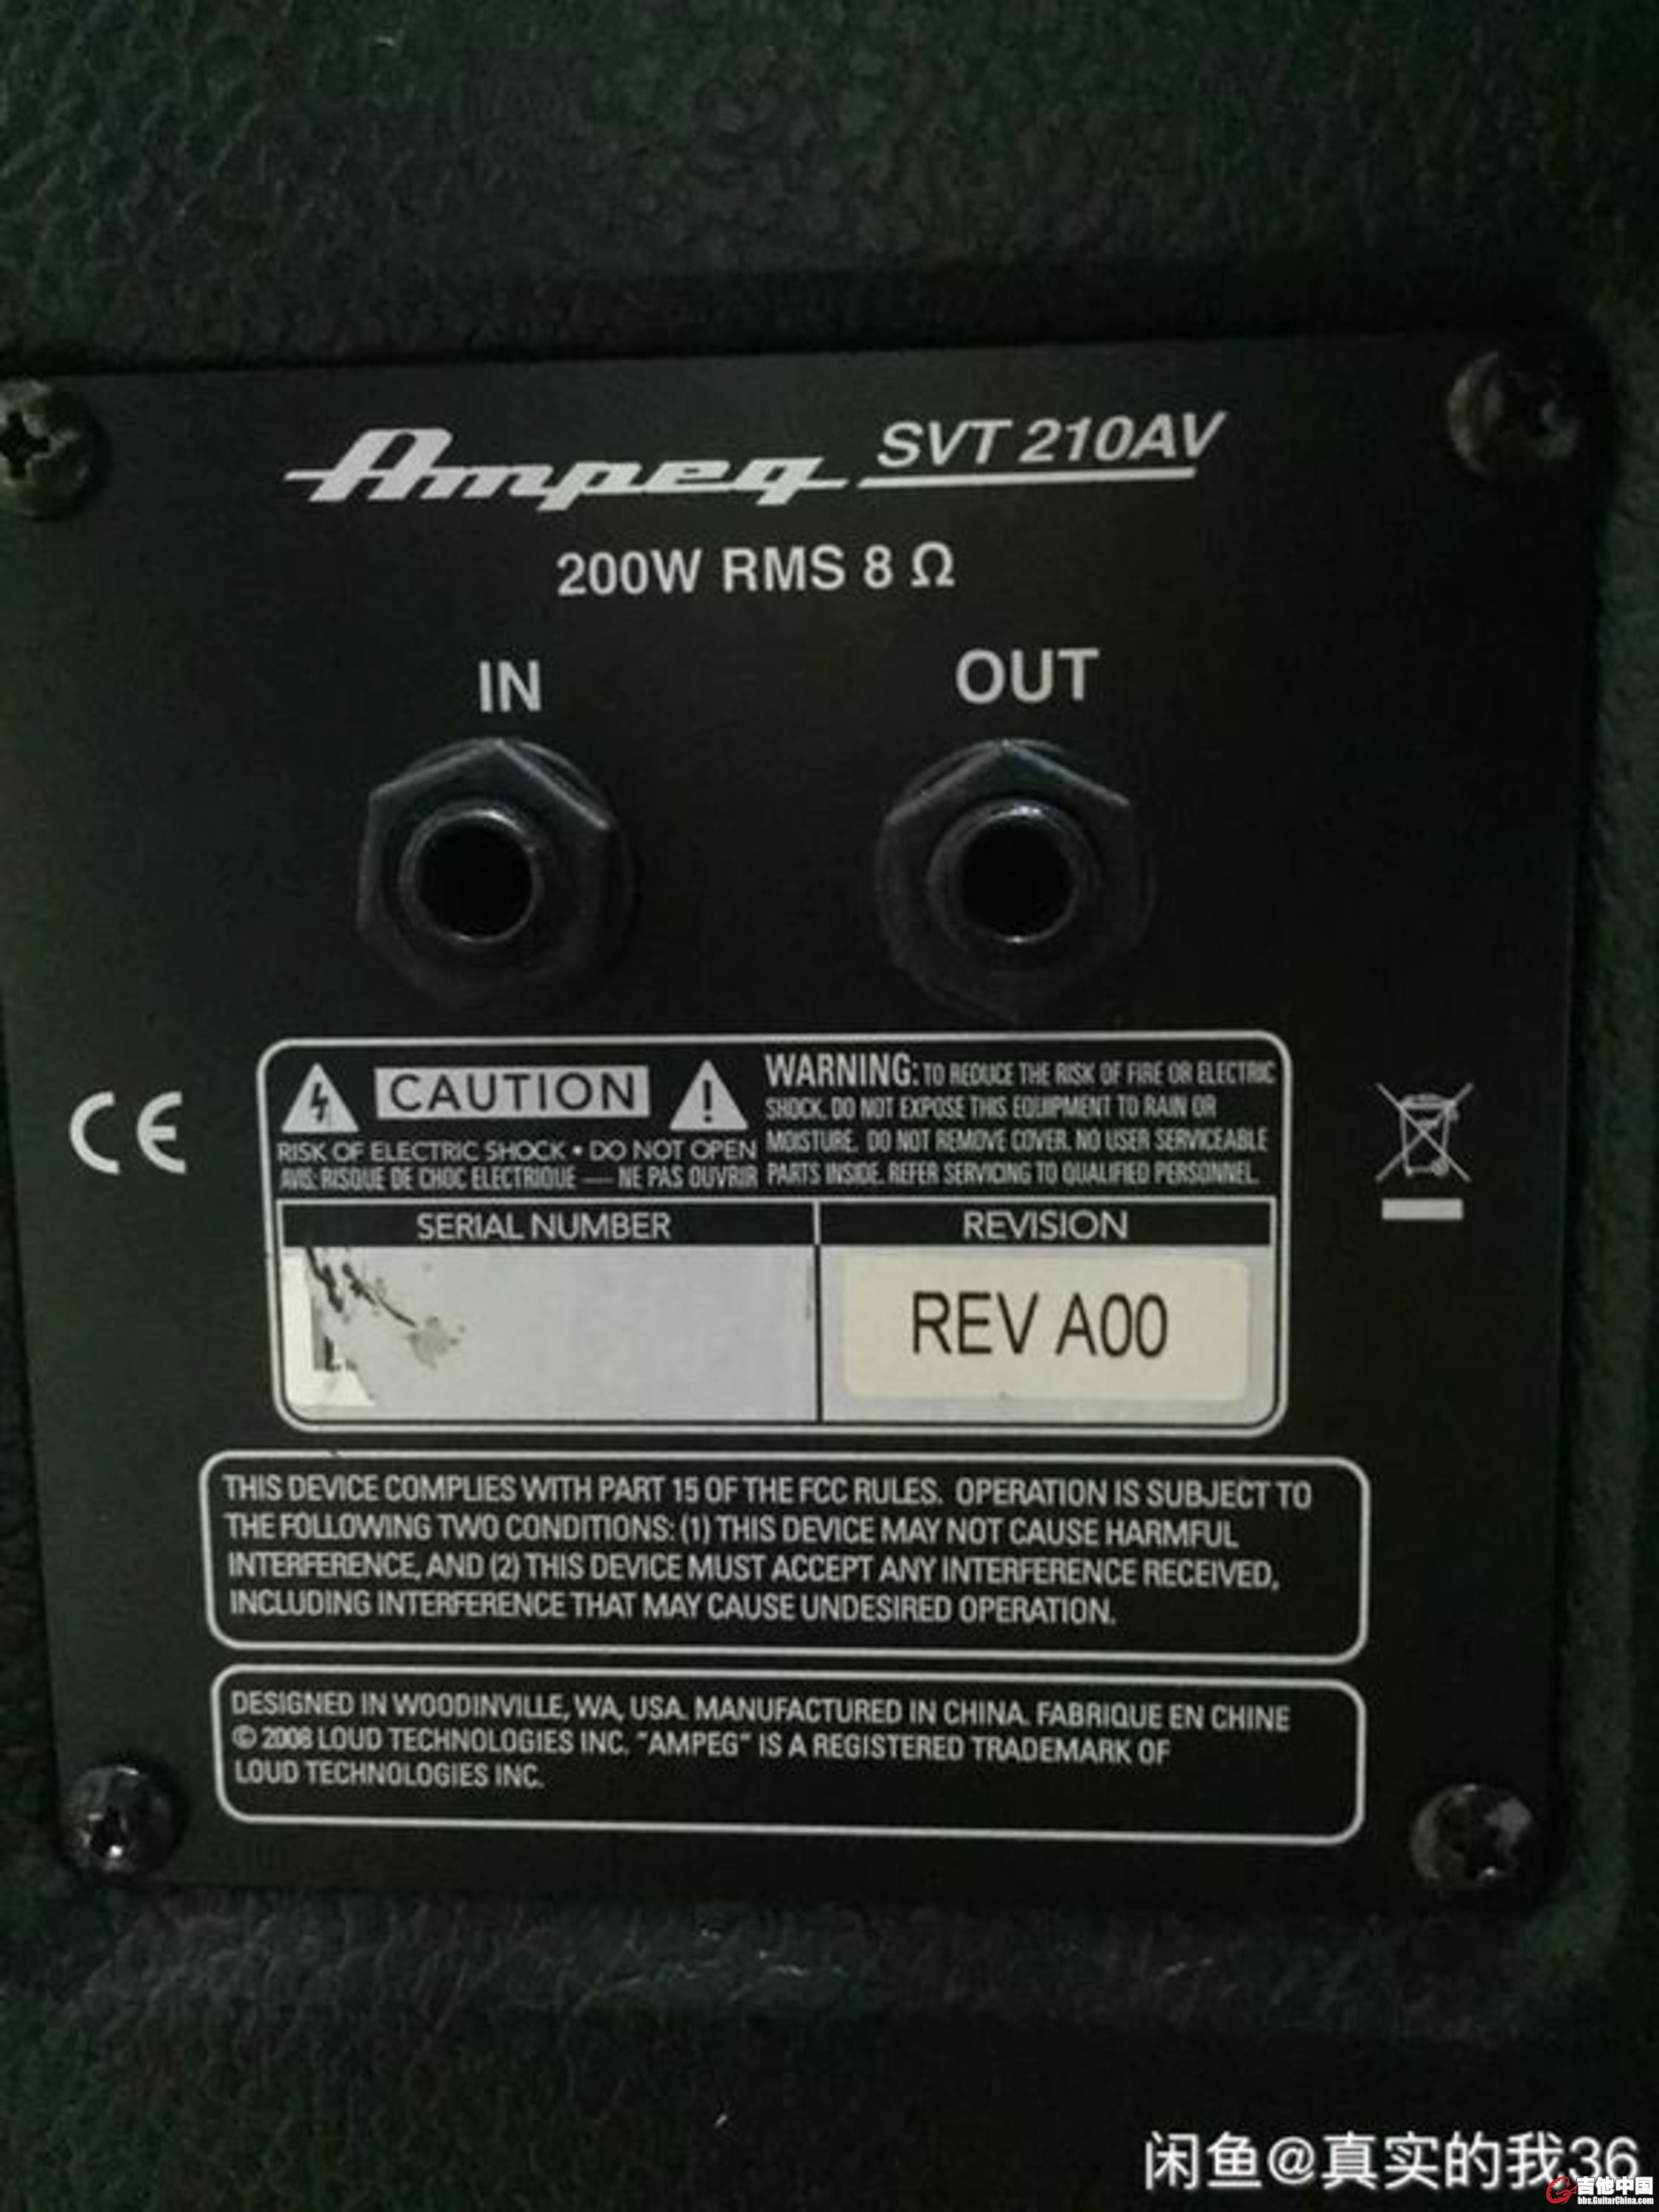 Ampeg SVT 210AV
200W RMS 8 Ω
IN OUT
CAUTION
RISK OF ELECTRIC SHOCK • DO NOT OPEN
AVIS: RISQUE DE CHOC ELECTRIQUE — NE PAS OUVRIR
WARNING: TO REDUCE THE RISK OF FIRE OR ELECTRIC
SHOCK. DO NOT EXPOSE THIS EQUIPMENT TO RAIN OR
MOISTURE. DO NOT REMOVE COVER. NO USER SERVICEABLE
PARTS INSIDE. REFER SERVICING TO QUALIFIED PERSONNEL.
CE
SERIAL NUMBER REVISION
REV A00
THIS DEVICE COMPLIES WITH PART 15 OF THE FCC RULES. OPERATION IS SUBJECT TO
THE FOLLOWING TWO CONDITIONS: (1) THIS DEVICE MAY NOT CAUSE HARMFUL
INTERFERENCE, AND (2) THIS DEVICE MUST ACCEPT ANY INTERFERENCE RECEIVED,
INCLUDING INTERFERENCE THAT MAY CAUSE UNDESIRED OPERATION.
DESIGNED IN WOODINVILLE, WA, USA. MANUFACTURED IN CHINA. FABRIQUE EN CHINE
© 2008 LOUD TECHNOLOGIES INC. "AMPEG" IS A REGISTERED TRADEMARK OF
LOUD TECHNOLOGIES INC.
闲鱼@真实的我36
吉他中国
bbs.GuitarChina.com